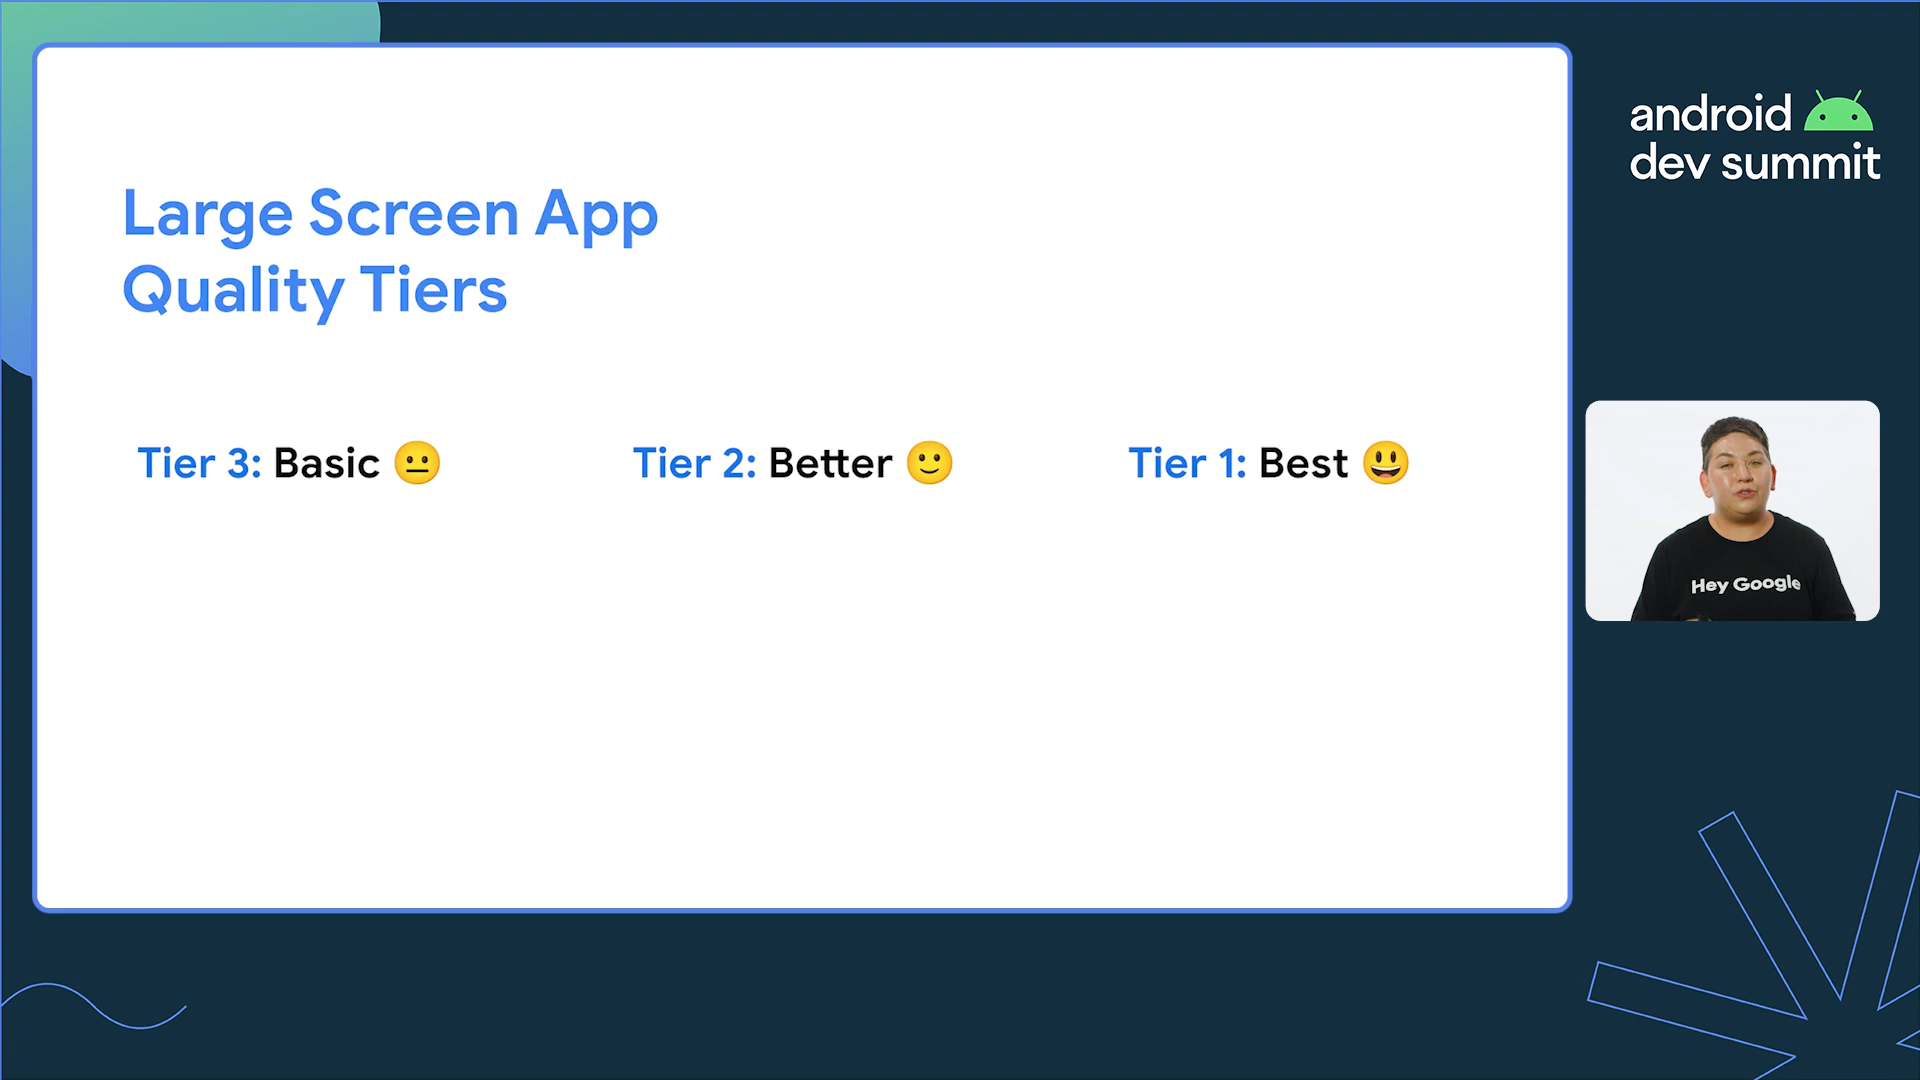 Large Screen App
Quality Tiers
Tier 3: Basic 😐
Tier 2: Better 🙂
Tier 1: Best 😃
android
dev summit
Hey Google